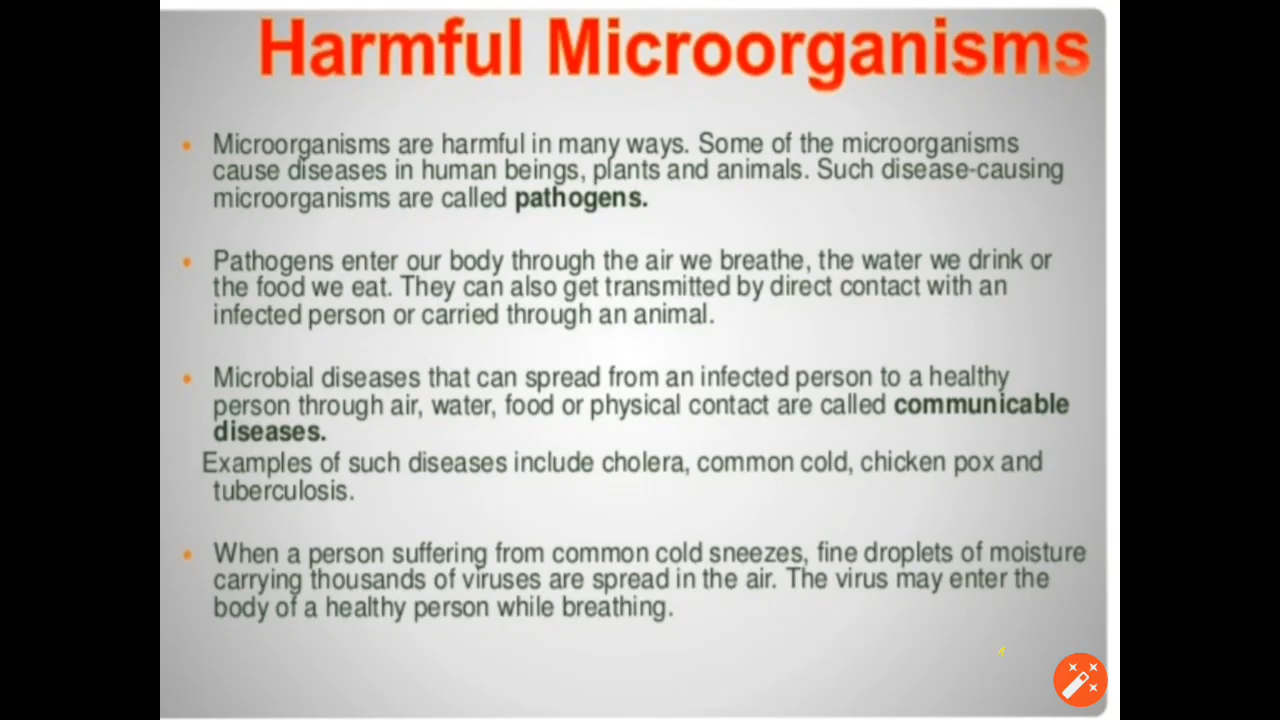 Harmful Microorganisms
• Microorganisms are harmful in many ways. Some of the microorganisms
cause diseases in human beings, plants and animals. Such disease-causing
microorganisms are called pathogens.
• Pathogens enter our body through the air we breathe, the water we drink or
the food we eat. They can also get transmitted by direct contact with an
infected person or carried through an animal.
• Microbial diseases that can spread from an infected person to a healthy
person through air, water, food or physical contact are called communicable
diseases.
Examples of such diseases include cholera, common cold, chicken pox and
tuberculosis.
• When a person suffering from common cold sneezes, fine droplets of moisture
carrying thousands of viruses are spread in the air. The virus may enter the
body of a healthy person while breathing.